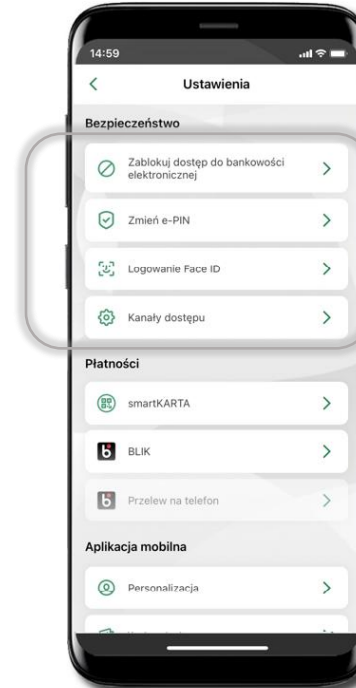 14:59
Ustawienia
Bezpieczeństwo
Zablokuj dostęp do bankowości
elektronicznej
Zmień e-PIN
Logowanie Face ID
Kanały dostępu
Płatności
smartKARTA
BLIK
Przelew na telefon
Aplikacja mobilna
Personalizacja